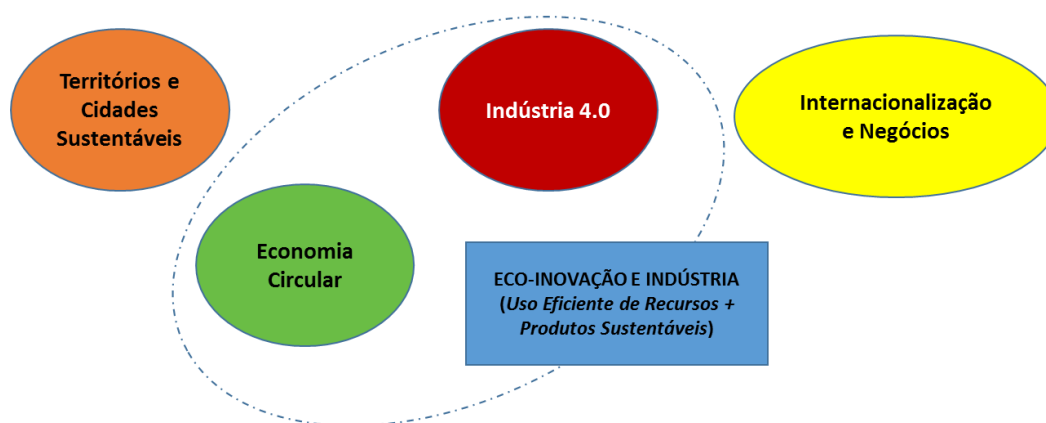 Territórios e
Cidades
Sustentáveis
Indústria 4.0
Internacionalização
e Negócios
Economia
Circular
ECO-INOVAÇÃO E INDÚSTRIA
(Uso Eficiente de Recursos +
Produtos Sustentáveis)